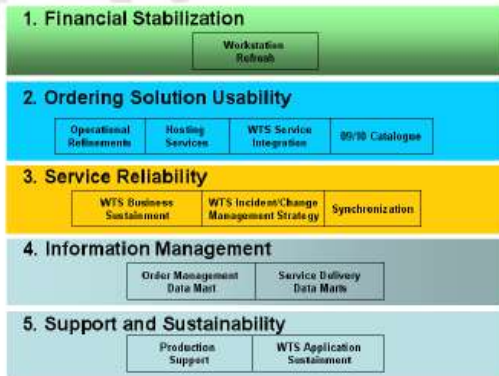 1. Financial Stabilization
Workstation
Refresh
2. Ordering Solution Usability
Operational
Refinements
Hosting
Services
WTS Service
Integration
09/10 Catalogue
3. Service Reliability
WTS Business
Sustainment
WTS Incident/Change
Management Strategy
Synchronization
4. Information Management
Order Management
Data Mart
Service Delivery
Data Marts
5. Support and Sustainability
Production
Support
WTS Application
Sustainment